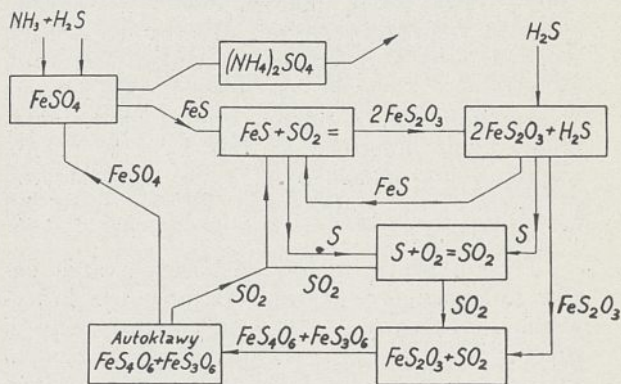 NH₃+H₂S
H₂S
(NH₄)₂SO₄
FeSO₄
FeS
FeS+SO₂=
2FeS₂O₃
2FeS₂O₃+H₂S
FeSO₄
FeS
S
S+O₂=SO₂
S
SO₂
SO₂
SO₂
FeS₂O₃
Autoklawy
FeS₄O₆+FeS₃O₆
FeS₄O₆+FeS₃O₆
FeS₂O₃+SO₂